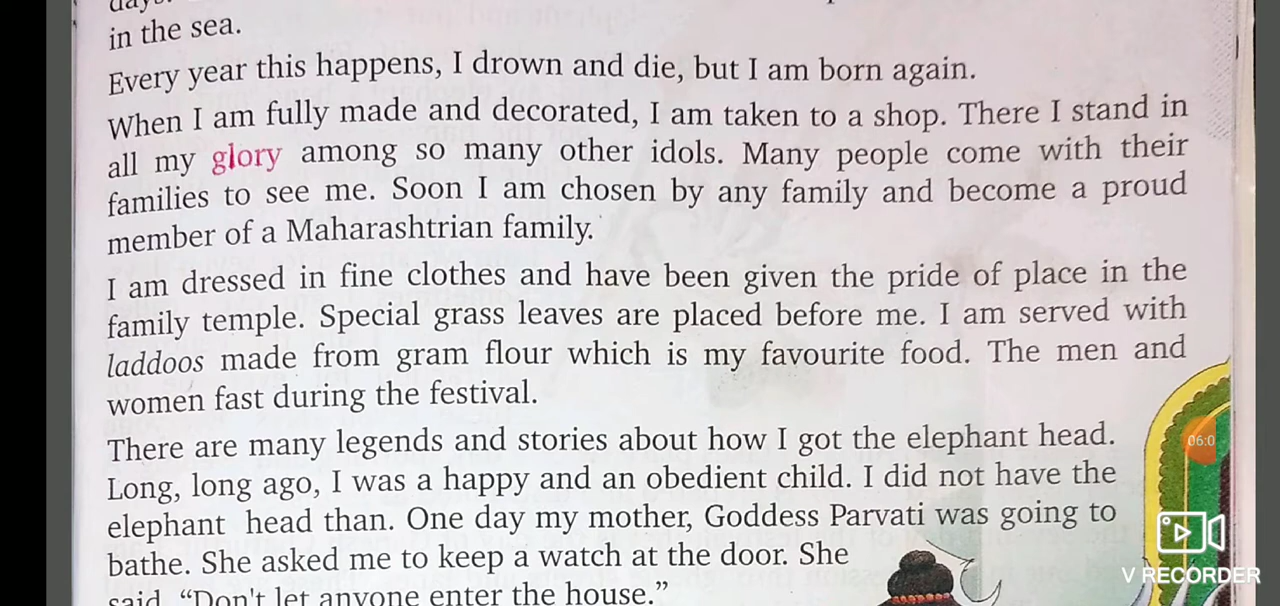 days.
in the sea.
Every year this happens, I drown and die, but I am born again.
When I am fully made and decorated, I am taken to a shop. There I stand in
all my glory among so many other idols. Many people come with their
families to see me. Soon I am chosen by any family and become a proud
member of a Maharashtrian family.
I am dressed in fine clothes and have been given the pride of place in the
family temple. Special grass leaves are placed before me. I am served with
laddoos made from gram flour which is my favourite food. The men and
women fast during the festival.
There are many legends and stories about how I got the elephant head.
Long, long ago, I was a happy and an obedient child. I did not have the
elephant head than. One day my mother, Goddess Parvati was going to
bathe. She asked me to keep a watch at the door. She
said, “Don't let anyone enter the house.”
06:0
V RECORDER